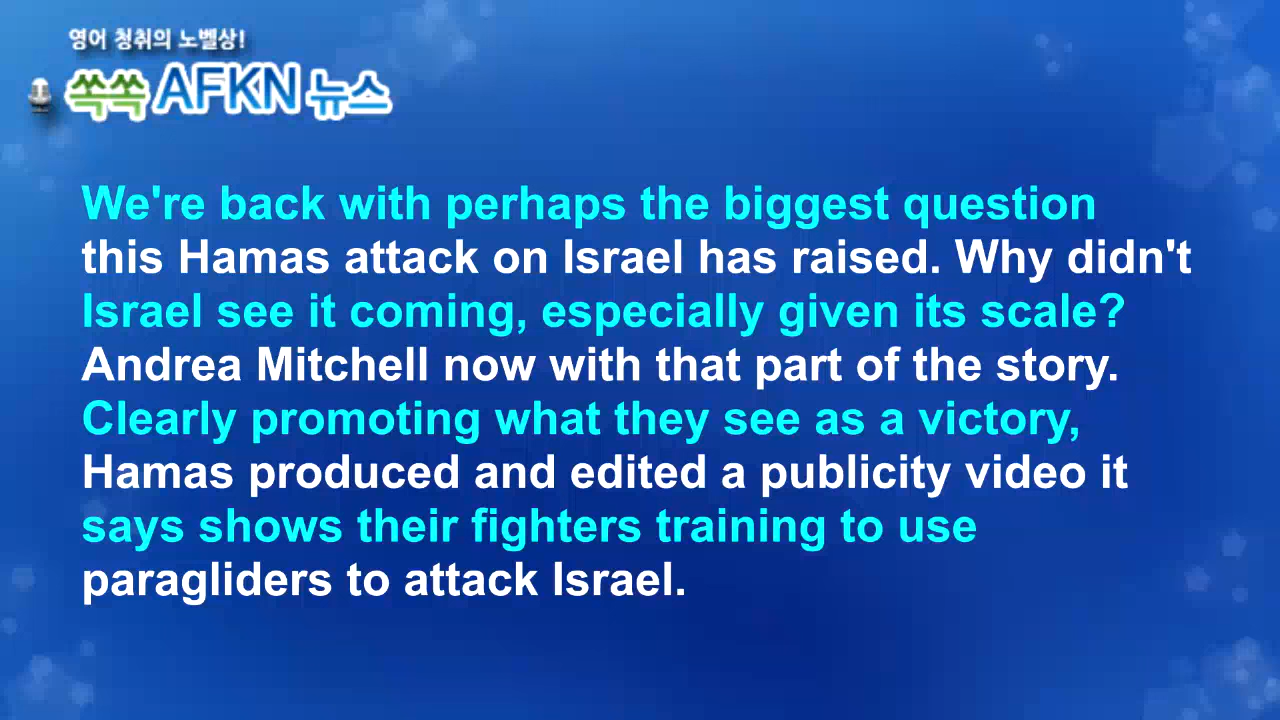 영어 청취의 노벨상!
쏙쏙 AFKN 뉴스
We're back with perhaps the biggest question
this Hamas attack on Israel has raised. Why didn't
Israel see it coming, especially given its scale?
Andrea Mitchell now with that part of the story.
Clearly promoting what they see as a victory,
Hamas produced and edited a publicity video it
says shows their fighters training to use
paragliders to attack Israel.